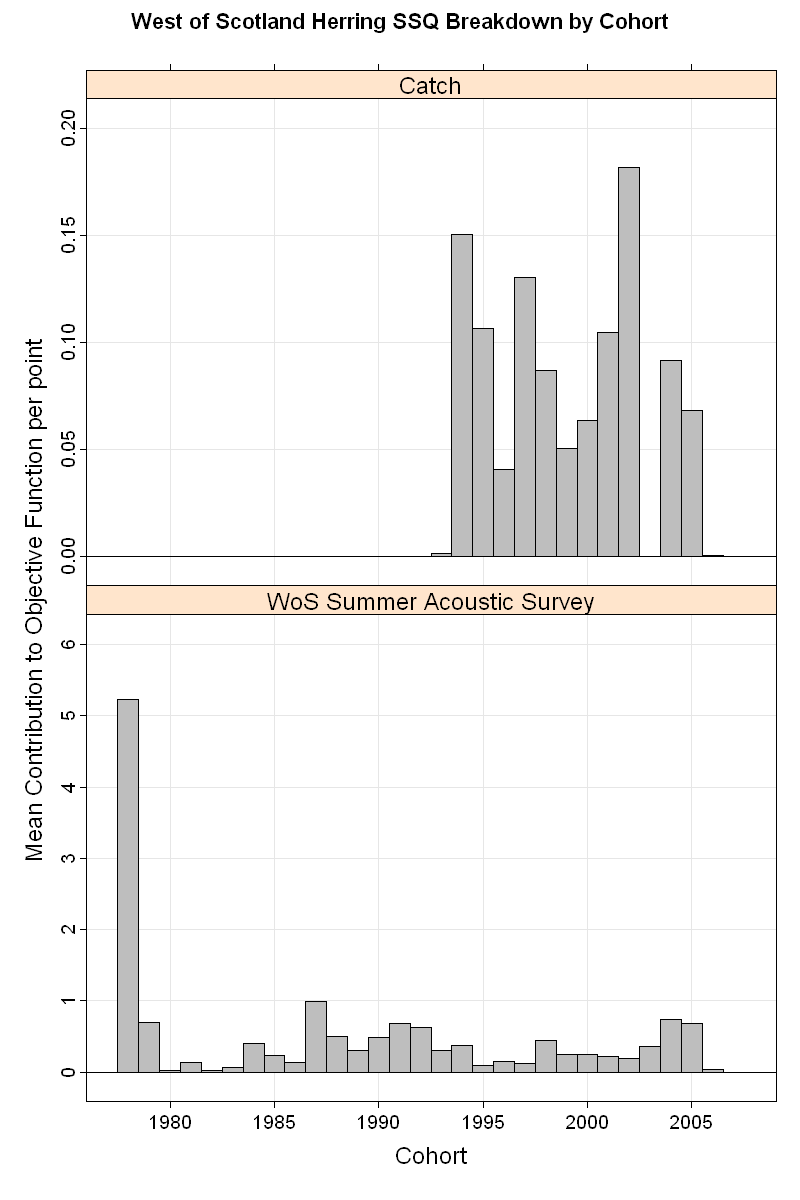 West of Scotland Herring SSQ Breakdown by Cohort
Catch
0.20
0.15
0.10
0.05
0.00
Mean Contribution to Objective Function per point
WoS Summer Acoustic Survey
6
5
4
3
2
1
0
1980 1985 1990 1995 2000 2005
Cohort